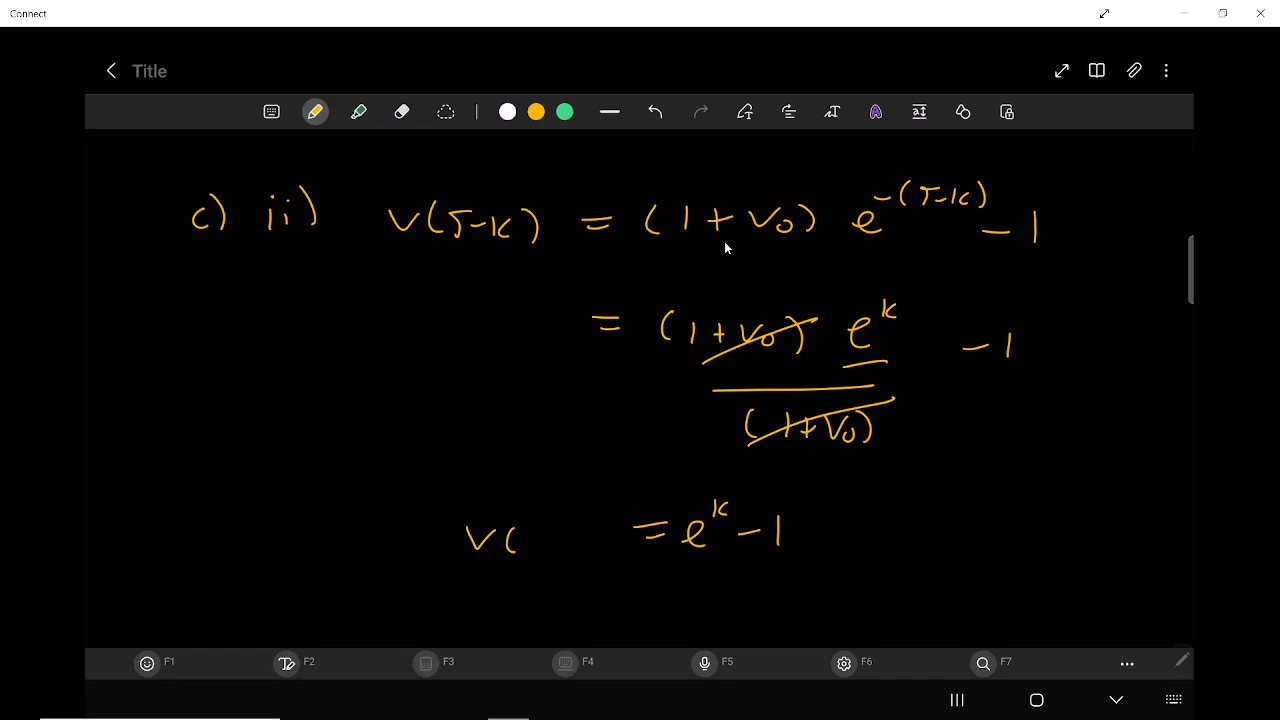 Connect
Title
c) ii) v(T-k) = (1+v₀) e^-(T-k) - 1
= (1+v₀) e^k / (1+v₀) - 1
v( = e^k - 1
F1 F2 F3 F4 F5 F6 F7